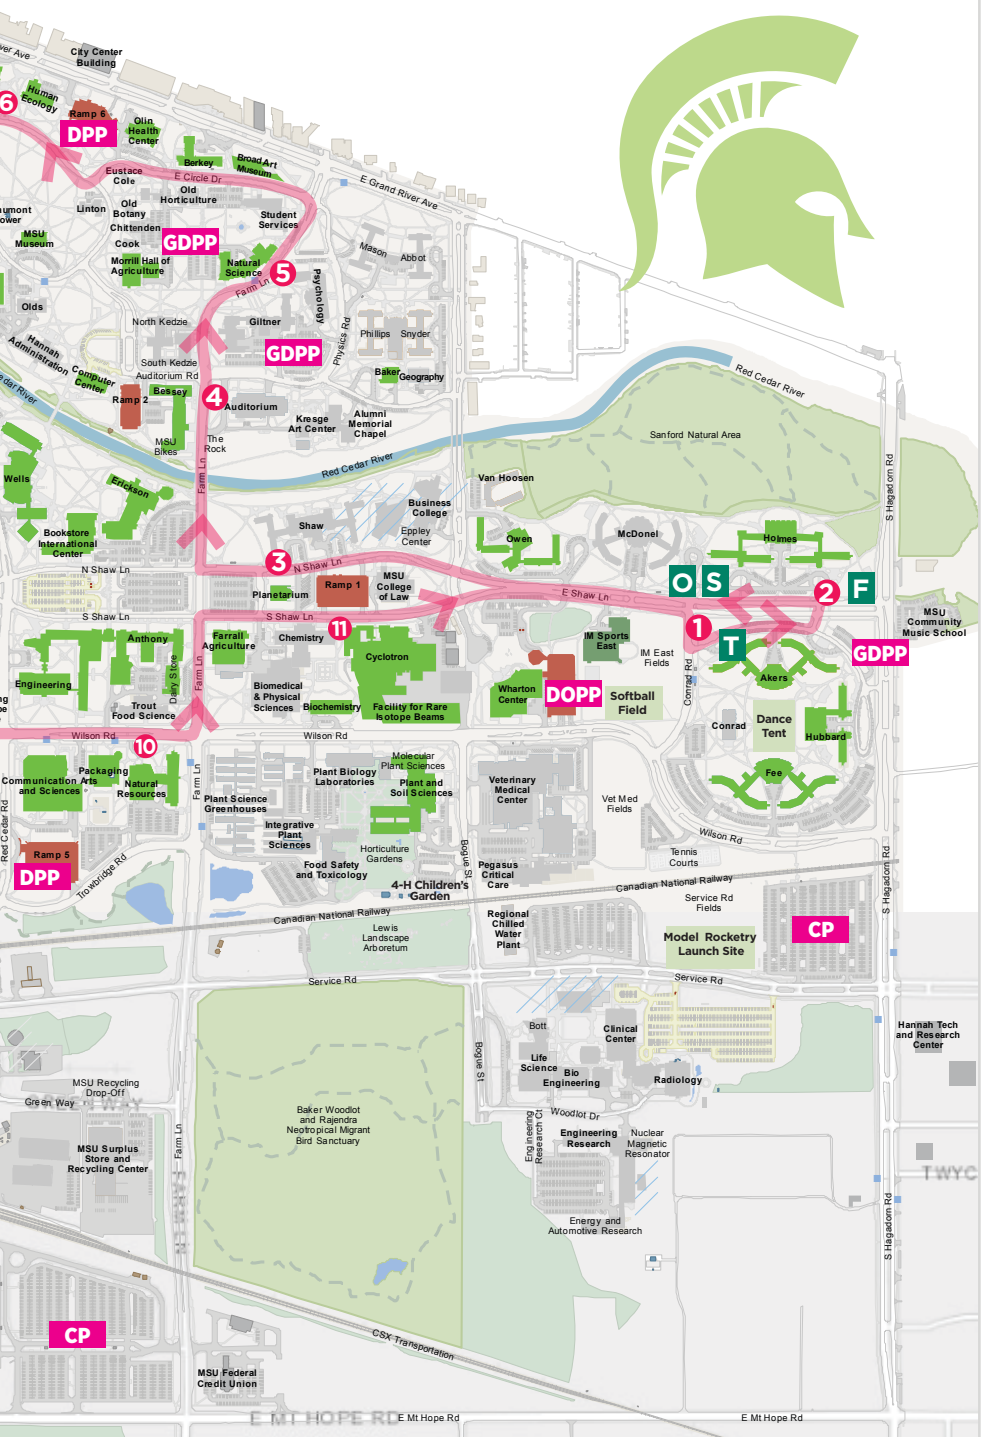 ver Ave
City Center
Building
6
Human
Ecology
Ramp 6
DPP
Olin
Health
Center
Berkey
Broad Art
Museum
Eustace
Cole
E Circle Dr
E Grand River Ave
Old
Horticulture
Linton
Old
Botany
Student
Services
aumont
ower
Chittenden
MSU
Museum
Cook
GDPP
Mason
Abbot
Morrill Hall of
Agriculture
Natural
Science
5
Psychology
Farm Ln
Olds
North Kedzie
Giltner
Physics Rd
Phillips
Snyder
Hannah
Administration
GDPP
South Kedzie
Auditorium Rd
Computer
Center
Baker
Geography
Red Cedar River
edar River
Ramp 2
Bessey
4
Auditorium
Kresge
Art Center
Alumni
Memorial
Chapel
Sanford Natural Area
MSU
Bikes
The
Rock
Farm Ln
Red Cedar River
S Hagadorn Rd
Wells
Erickson
Van Hoosen
Business
College
Shaw
Eppley
Center
Owen
McDonel
Holmes
Bookstore
International
Center
N Shaw Ln
3
N Shaw Ln
Planetarium
Ramp 1
MSU
College
of Law
E Shaw Ln
O
S
2
F
S Shaw Ln
S Shaw Ln
11
1
T
MSU
Community
Music School
Anthony
Farrall
Agriculture
Chemistry
Cyclotron
IM Sports
East
IM East
Fields
GDPP
Engineering
Dairy Store
Farm Ln
Conrad Rd
Akers
Biomedical
& Physical
Sciences
Biochemistry
Facility for Rare
Isotope Beams
Wharton
Center
DOPP
Softball
Field
Conrad
Dance
Tent
Hubbard
Trout
Food Science
ng
pe
Wilson Rd
10
Wilson Rd
Communication Arts
and Sciences
Packaging
Natural
Resources
Farm Ln
Plant Science
Greenhouses
Plant Biology
Laboratories
Molecular
Plant Sciences
Plant and
Soil Sciences
Veterinary
Medical
Center
Fee
Vet Med
Fields
Wilson Rd
Red Cedar Rd
Integrative
Plant
Sciences
Horticulture
Gardens
Bogue St
Tennis
Courts
Ramp 5
DPP
Trowbridge Rd
Food Safety
and Toxicology
4-H Children's
Garden
Pegasus
Critical
Care
Canadian National Railway
S Hagadorn Rd
Canadian National Railway
Service Rd
Fields
Regional
Chilled
Water
Plant
CP
Lewis
Landscape
Arboretum
Model Rocketry
Launch Site
Service Rd
Service Rd
Bott
Clinical
Center
Hannah Tech
and Research
Center
Bogue St
Life
Science
Bio
Engineering
Radiology
MSU Recycling
Drop-Off
GREEN WAY
Green Way
Baker Woodlot
and Rajendra
Neotropical Migrant
Bird Sanctuary
Woodlot Dr
Engineering
Research Ct
Engineering
Research
Nuclear
Magnetic
Resonator
Farm Ln
MSU Surplus
Store and
Recycling Center
TWYC
FARM LN
S Hagadorn Rd
Energy and
Automotive Research
CP
CSX Transportation
MSU Federal
Credit Union
E MT HOPE RD
E Mt Hope Rd
E Mt Hope Rd